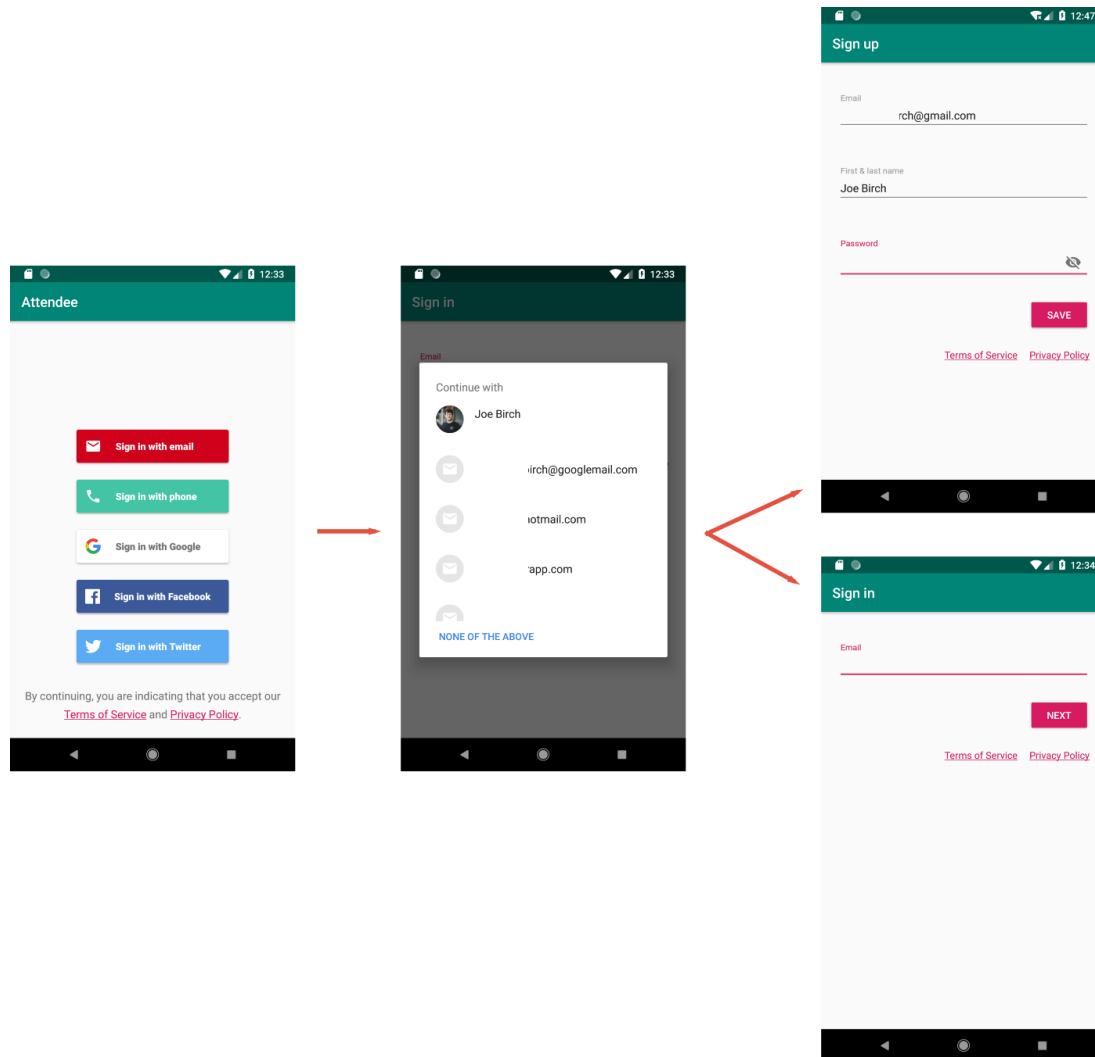 12:33
Attendee
Sign in with email
Sign in with phone
Sign in with Google
Sign in with Facebook
Sign in with Twitter
By continuing, you are indicating that you accept our
Terms of Service and Privacy Policy.
12:33
Sign in
Email
Continue with
Joe Birch
irch@googlemail.com
otmail.com
app.com
NONE OF THE ABOVE
12:47
Sign up
Email
rch@gmail.com
First & last name
Joe Birch
Password
SAVE
Terms of Service Privacy Policy
12:34
Sign in
Email
NEXT
Terms of Service Privacy Policy